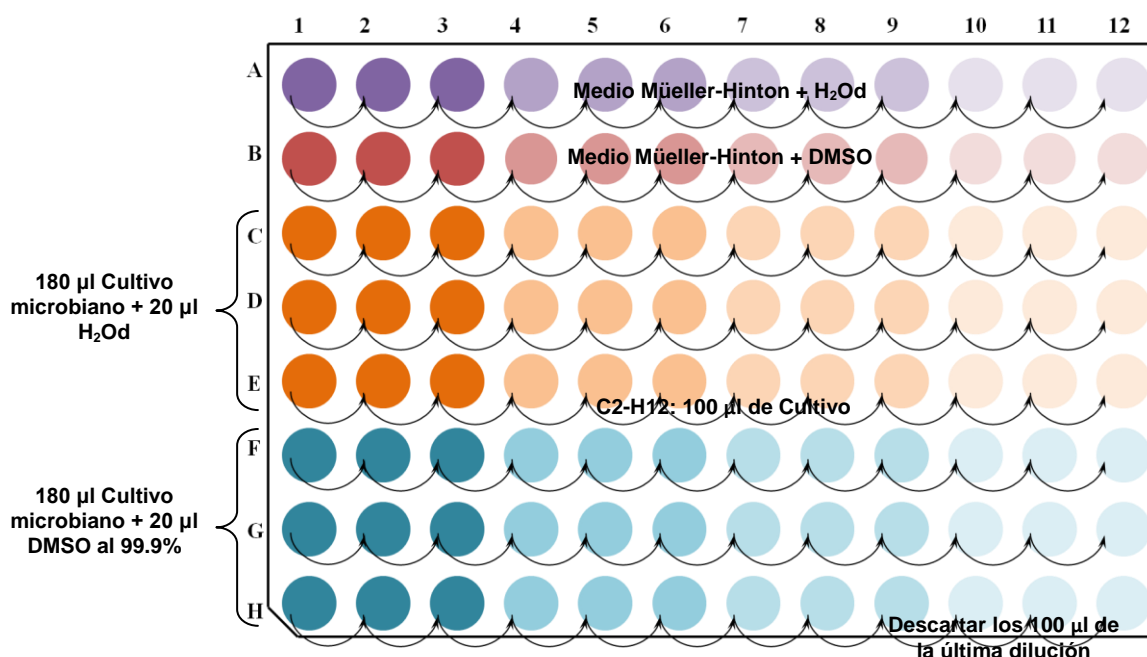 1 2 3 4 5 6 7 8 9 10 11 12
A
Medio Müeller-Hinton + H₂Od
B
Medio Müeller-Hinton + DMSO
C
180 µl Cultivo
microbiano + 20 µl
H₂Od
D
E
C2-H12: 100 µl de Cultivo
F
180 µl Cultivo
microbiano + 20 µl
DMSO al 99.9%
G
H
Descartar los 100 µl de
la última dilución